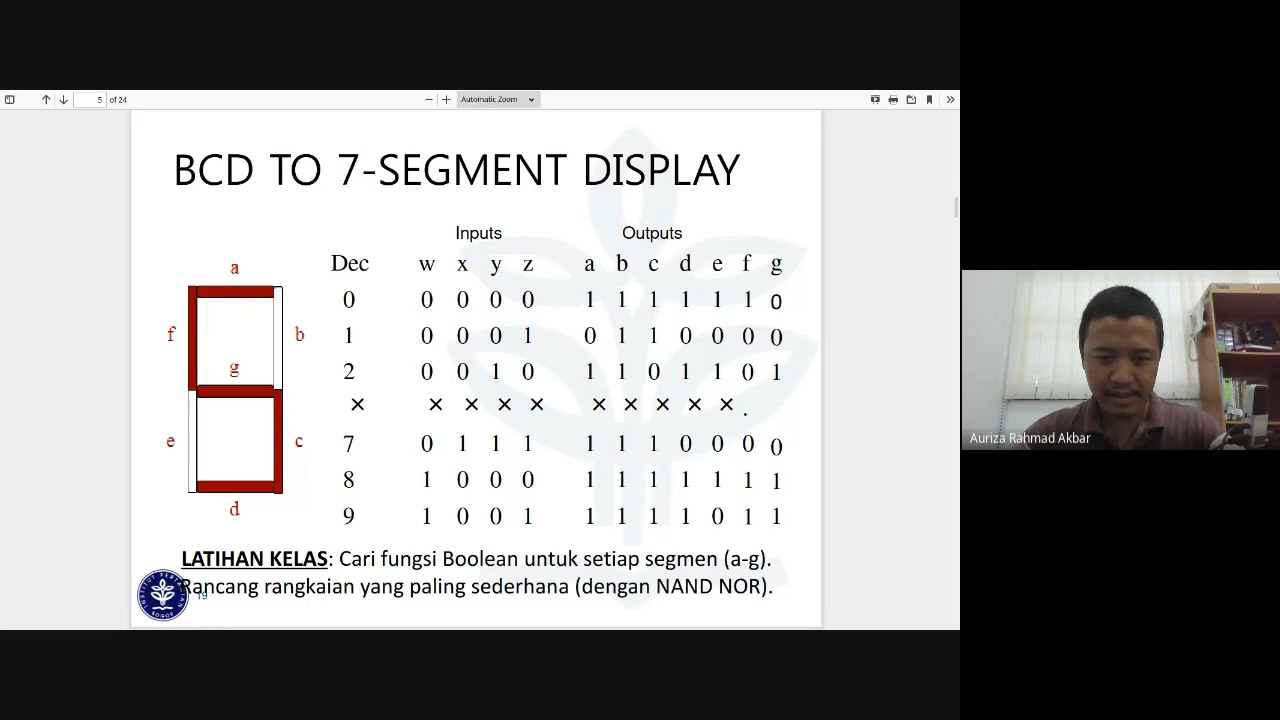 5 of 24
Automatic Zoom
BCD TO 7-SEGMENT DISPLAY
Inputs Outputs
Dec w x y z a b c d e f g
0 0 0 0 0 1 1 1 1 1 1 0
1 0 0 0 1 0 1 1 0 0 0 0
2 0 0 1 0 1 1 0 1 1 0 1
× × × × × × × × × × .
7 0 1 1 1 1 1 1 0 0 0 0
8 1 0 0 0 1 1 1 1 1 1 1
9 1 0 0 1 1 1 1 1 0 1 1
a
f b
g
e c
d
LATIHAN KELAS: Cari fungsi Boolean untuk setiap segmen (a-g).
Rancang rangkaian yang paling sederhana (dengan NAND NOR).
19
Auriza Rahmad Akbar